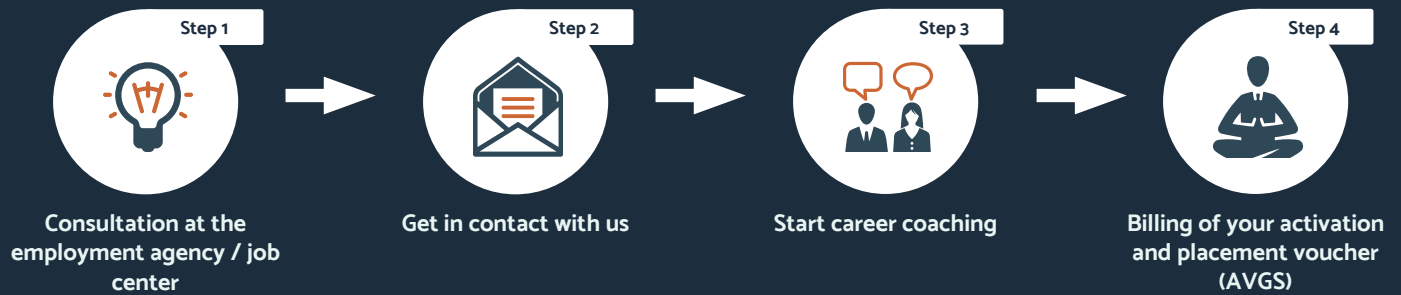 Step 1
Consultation at the
employment agency / job
center
Step 2
Get in contact with us
Step 3
Start career coaching
Step 4
Billing of your activation
and placement voucher
(AVGS)